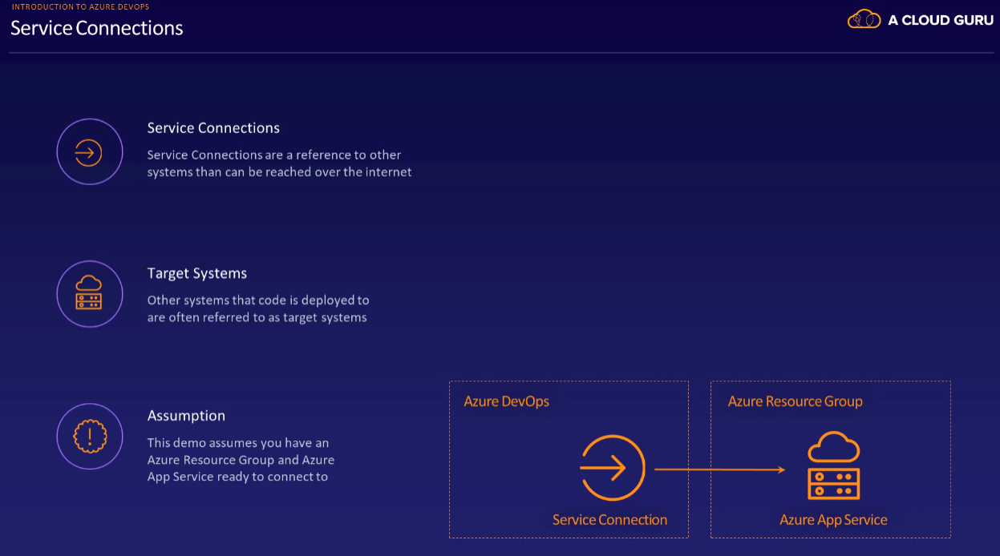 INTRODUCTION TO AZURE DEVOPS
Service Connections
A CLOUD GURU
Service Connections
Service Connections are a reference to other
systems than can be reached over the internet
Target Systems
Other systems that code is deployed to
are often referred to as target systems
Assumption
This demo assumes you have an
Azure Resource Group and Azure
App Service ready to connect to
Azure DevOps
Service Connection
Azure Resource Group
Azure App Service